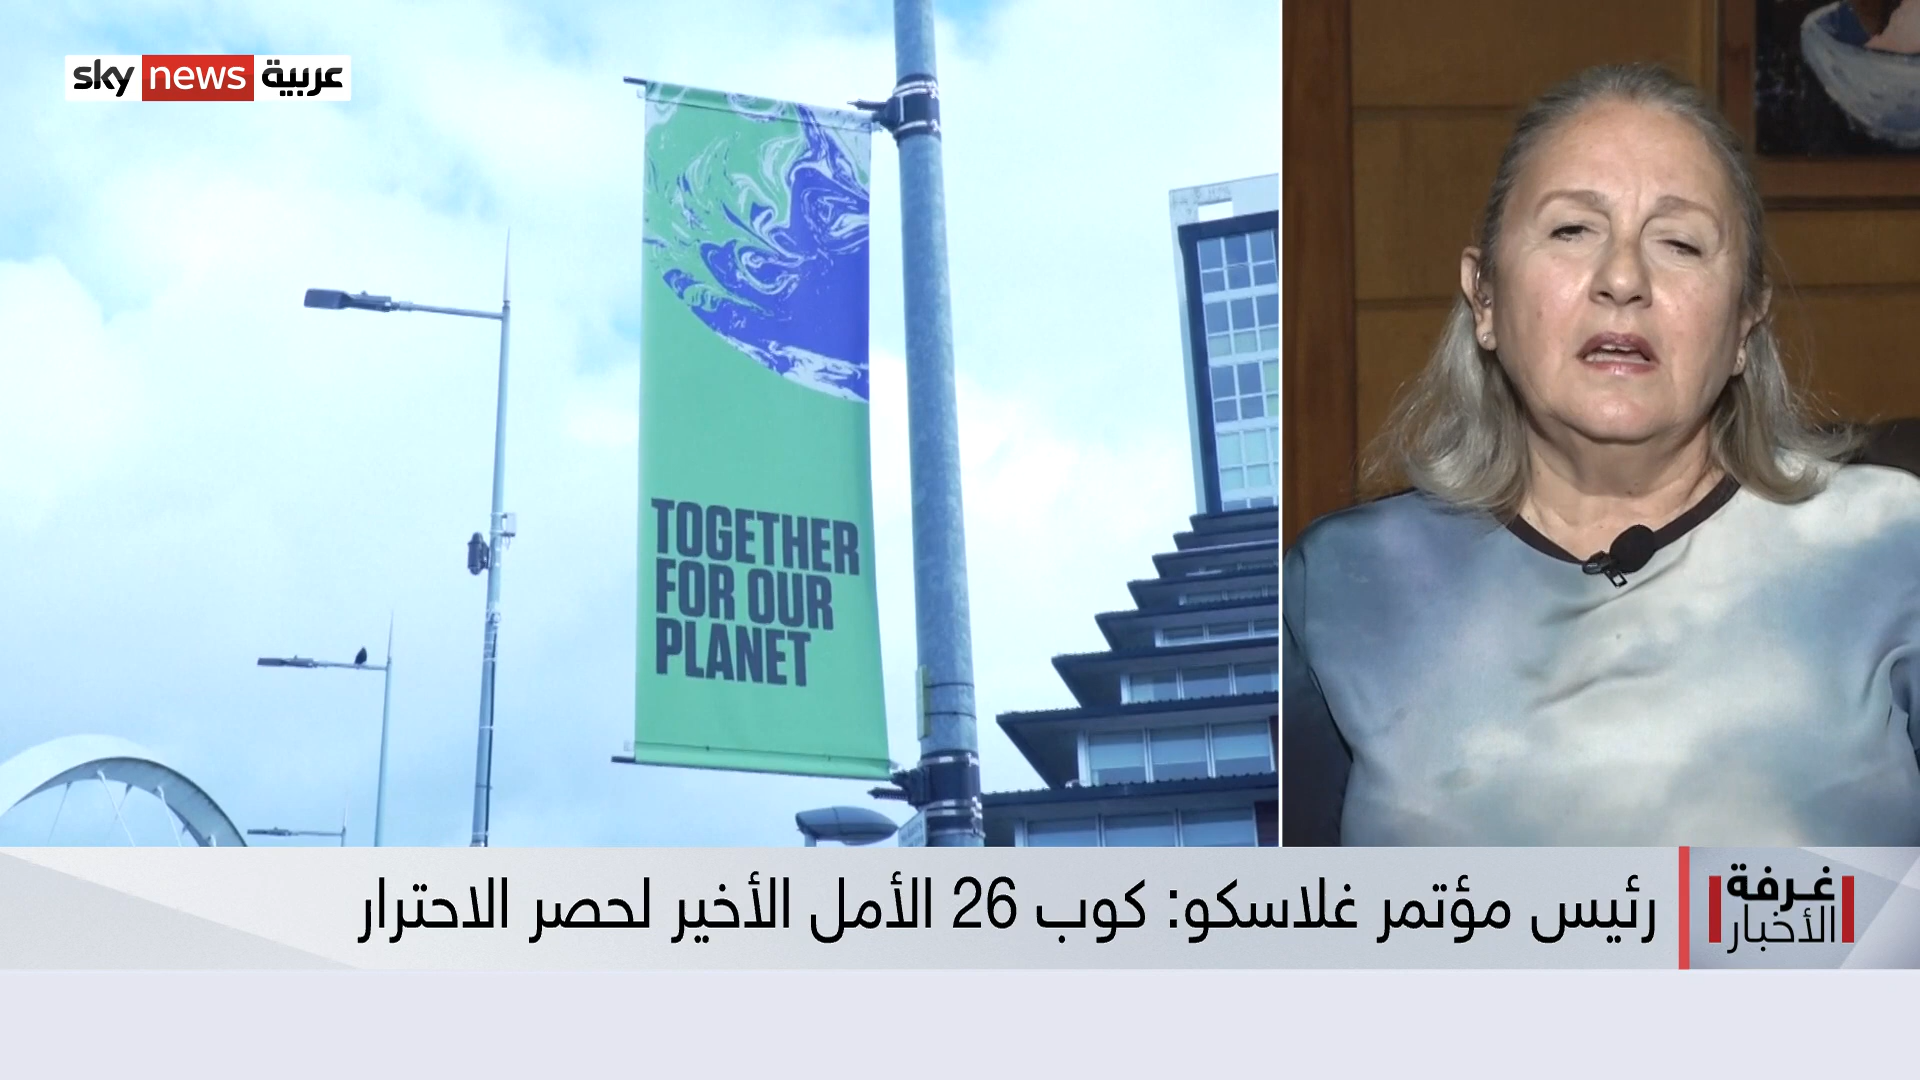 sky news عربية
TOGETHER
FOR OUR
PLANET
رئيس مؤتمر غلاسكو: كوب 26 الأمل الأخير لحصر الاحترار
غرفة
الأخبار